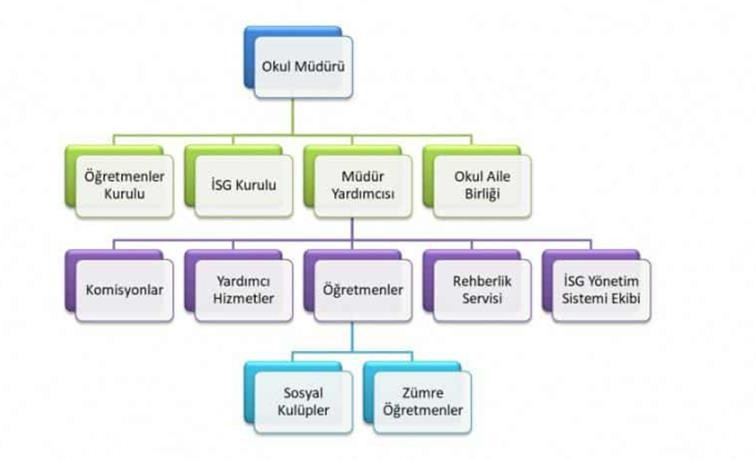 Okul Müdürü
Öğretmenler
Kurulu
İSG Kurulu
Müdür
Yardımcısı
Okul Aile
Birliği
Komisyonlar
Yardımcı
Hizmetler
Öğretmenler
Rehberlik
Servisi
İSG Yönetim
Sistemi Ekibi
Sosyal
Kulüpler
Zümre
Öğretmenler